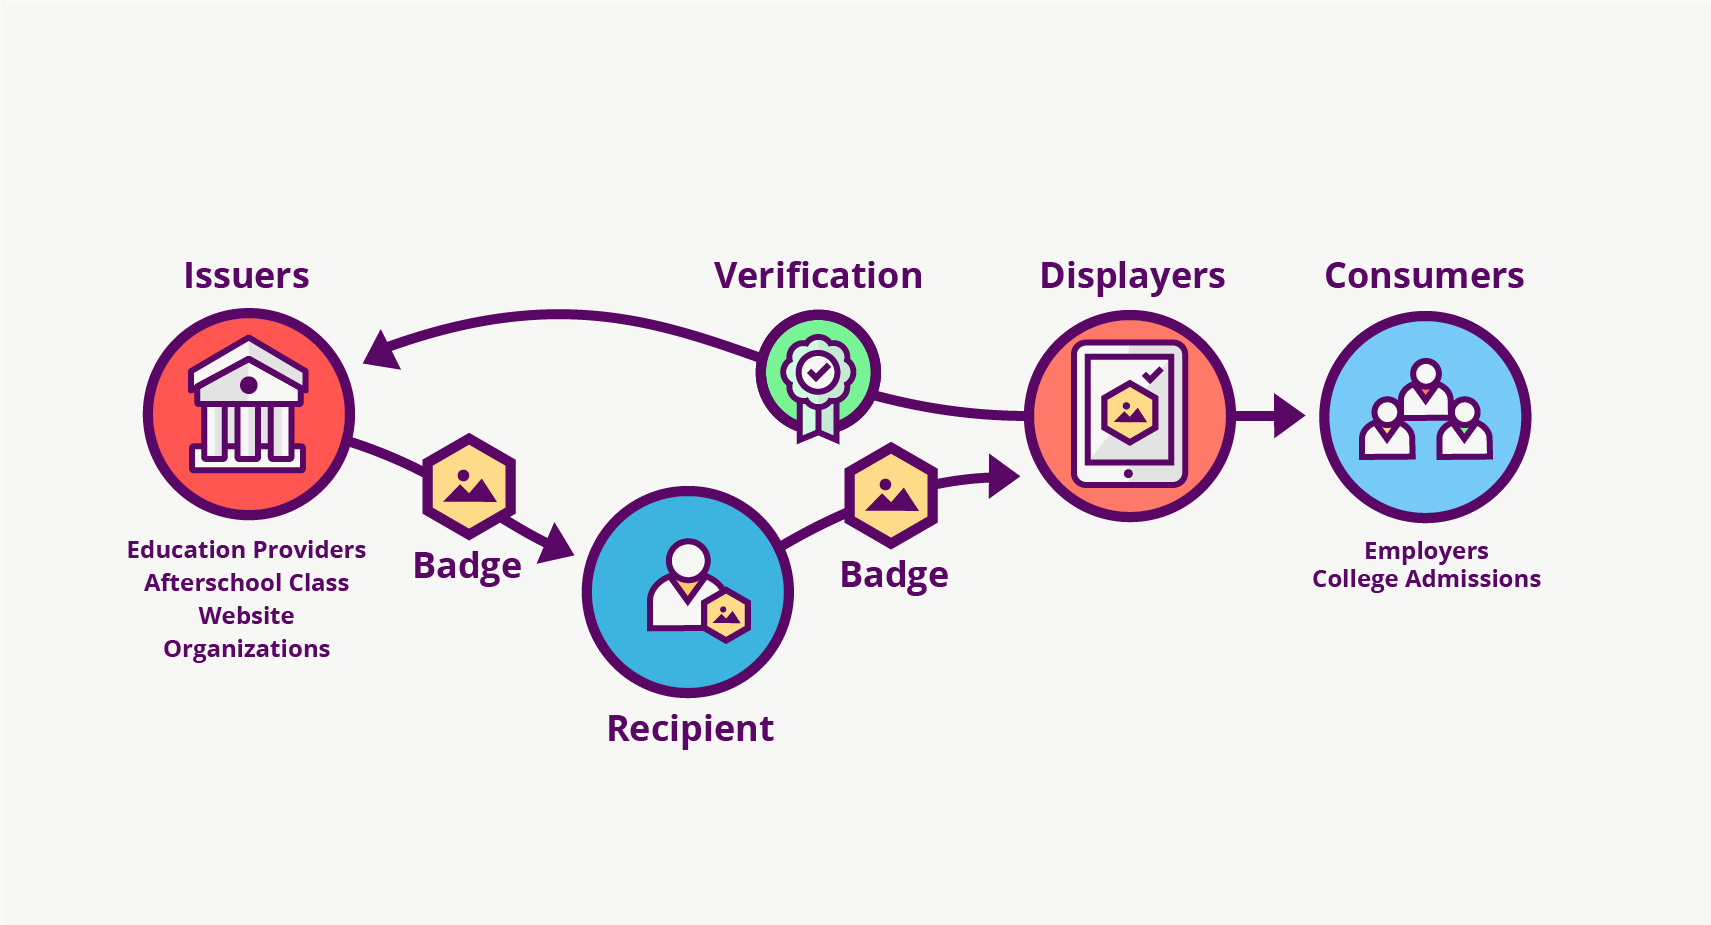 Issuers
Verification
Displayers
Consumers
Education Providers
Afterschool Class
Website
Organizations
Badge
Badge
Employers
College Admissions
Recipient